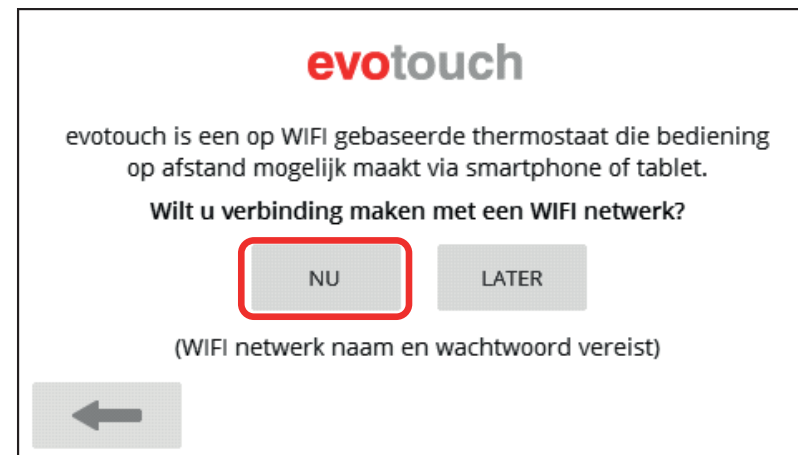 evotouch
evotouch is een op WIFI gebaseerde thermostaat die bediening
op afstand mogelijk maakt via smartphone of tablet.
Wilt u verbinding maken met een WIFI netwerk?
NU LATER
(WIFI netwerk naam en wachtwoord vereist)